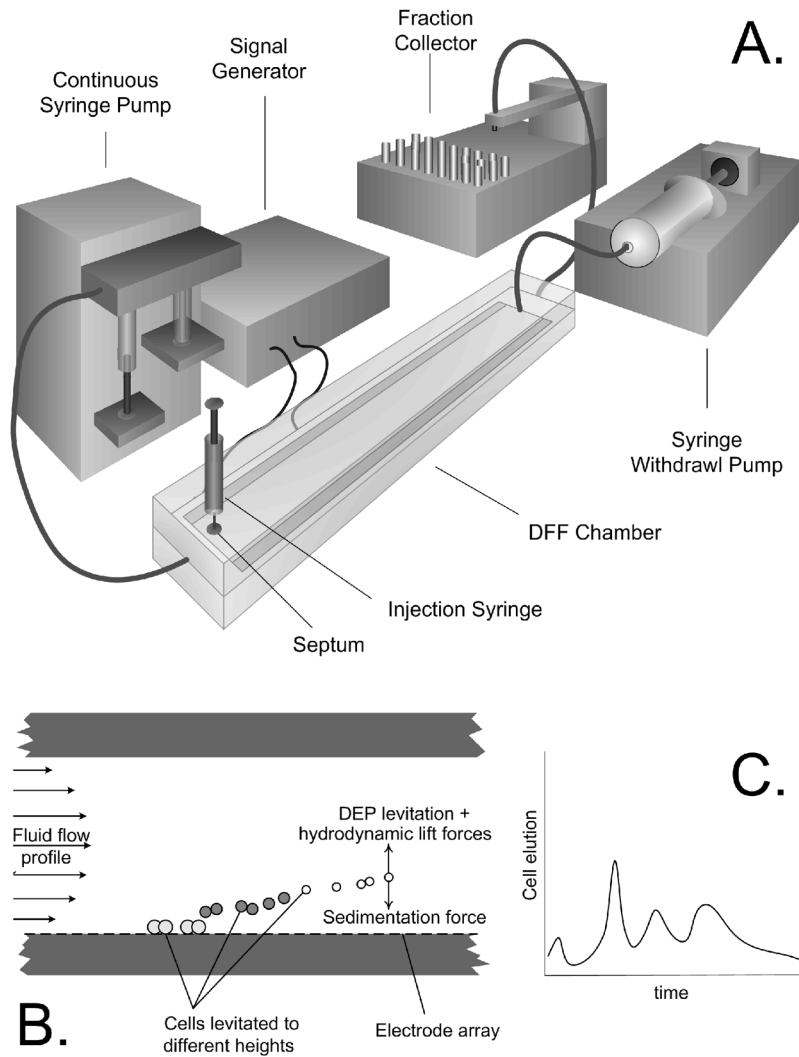 A.
Fraction
Collector
Signal
Generator
Continuous
Syringe Pump
Syringe
Withdrawl Pump
DFF Chamber
Injection Syringe
Septum
B.
Fluid flow
profile
DEP levitation +
hydrodynamic lift forces
Sedimentation force
Cells levitated to
different heights
Electrode array
C.
Cell elution
time